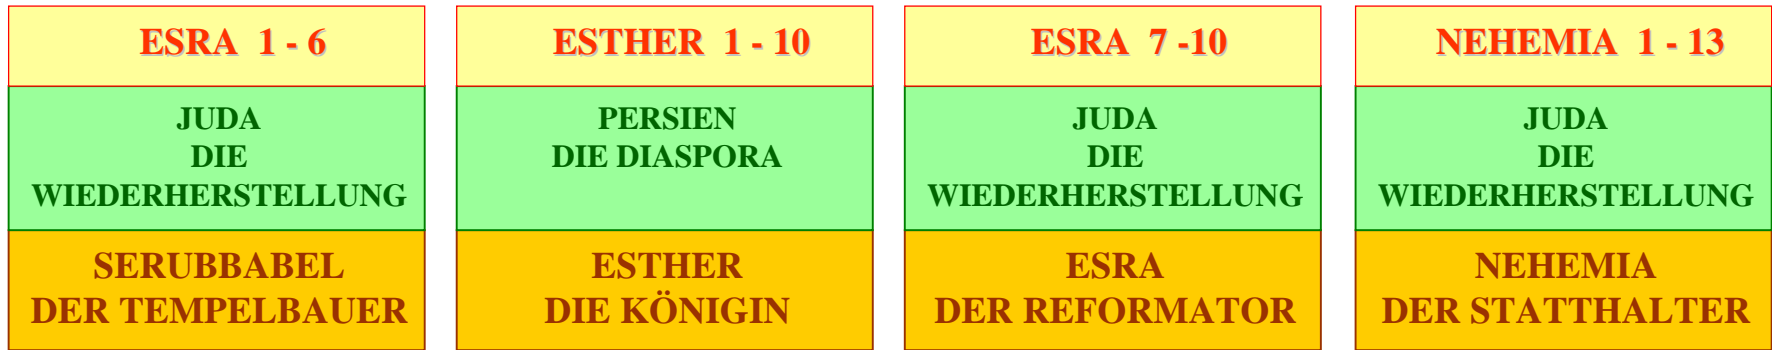 ESRA 1 - 6
JUDA
DIE
WIEDERHERSTELLUNG
SERUBBABEL
DER TEMPELBAUER
ESTHER 1 - 10
PERSIEN
DIE DIASPORA
ESTHER
DIE KÖNIGIN
ESRA 7 -10
JUDA
DIE
WIEDERHERSTELLUNG
ESRA
DER REFORMATOR
NEHEMIA 1 - 13
JUDA
DIE
WIEDERHERSTELLUNG
NEHEMIA
DER STATTHALTER